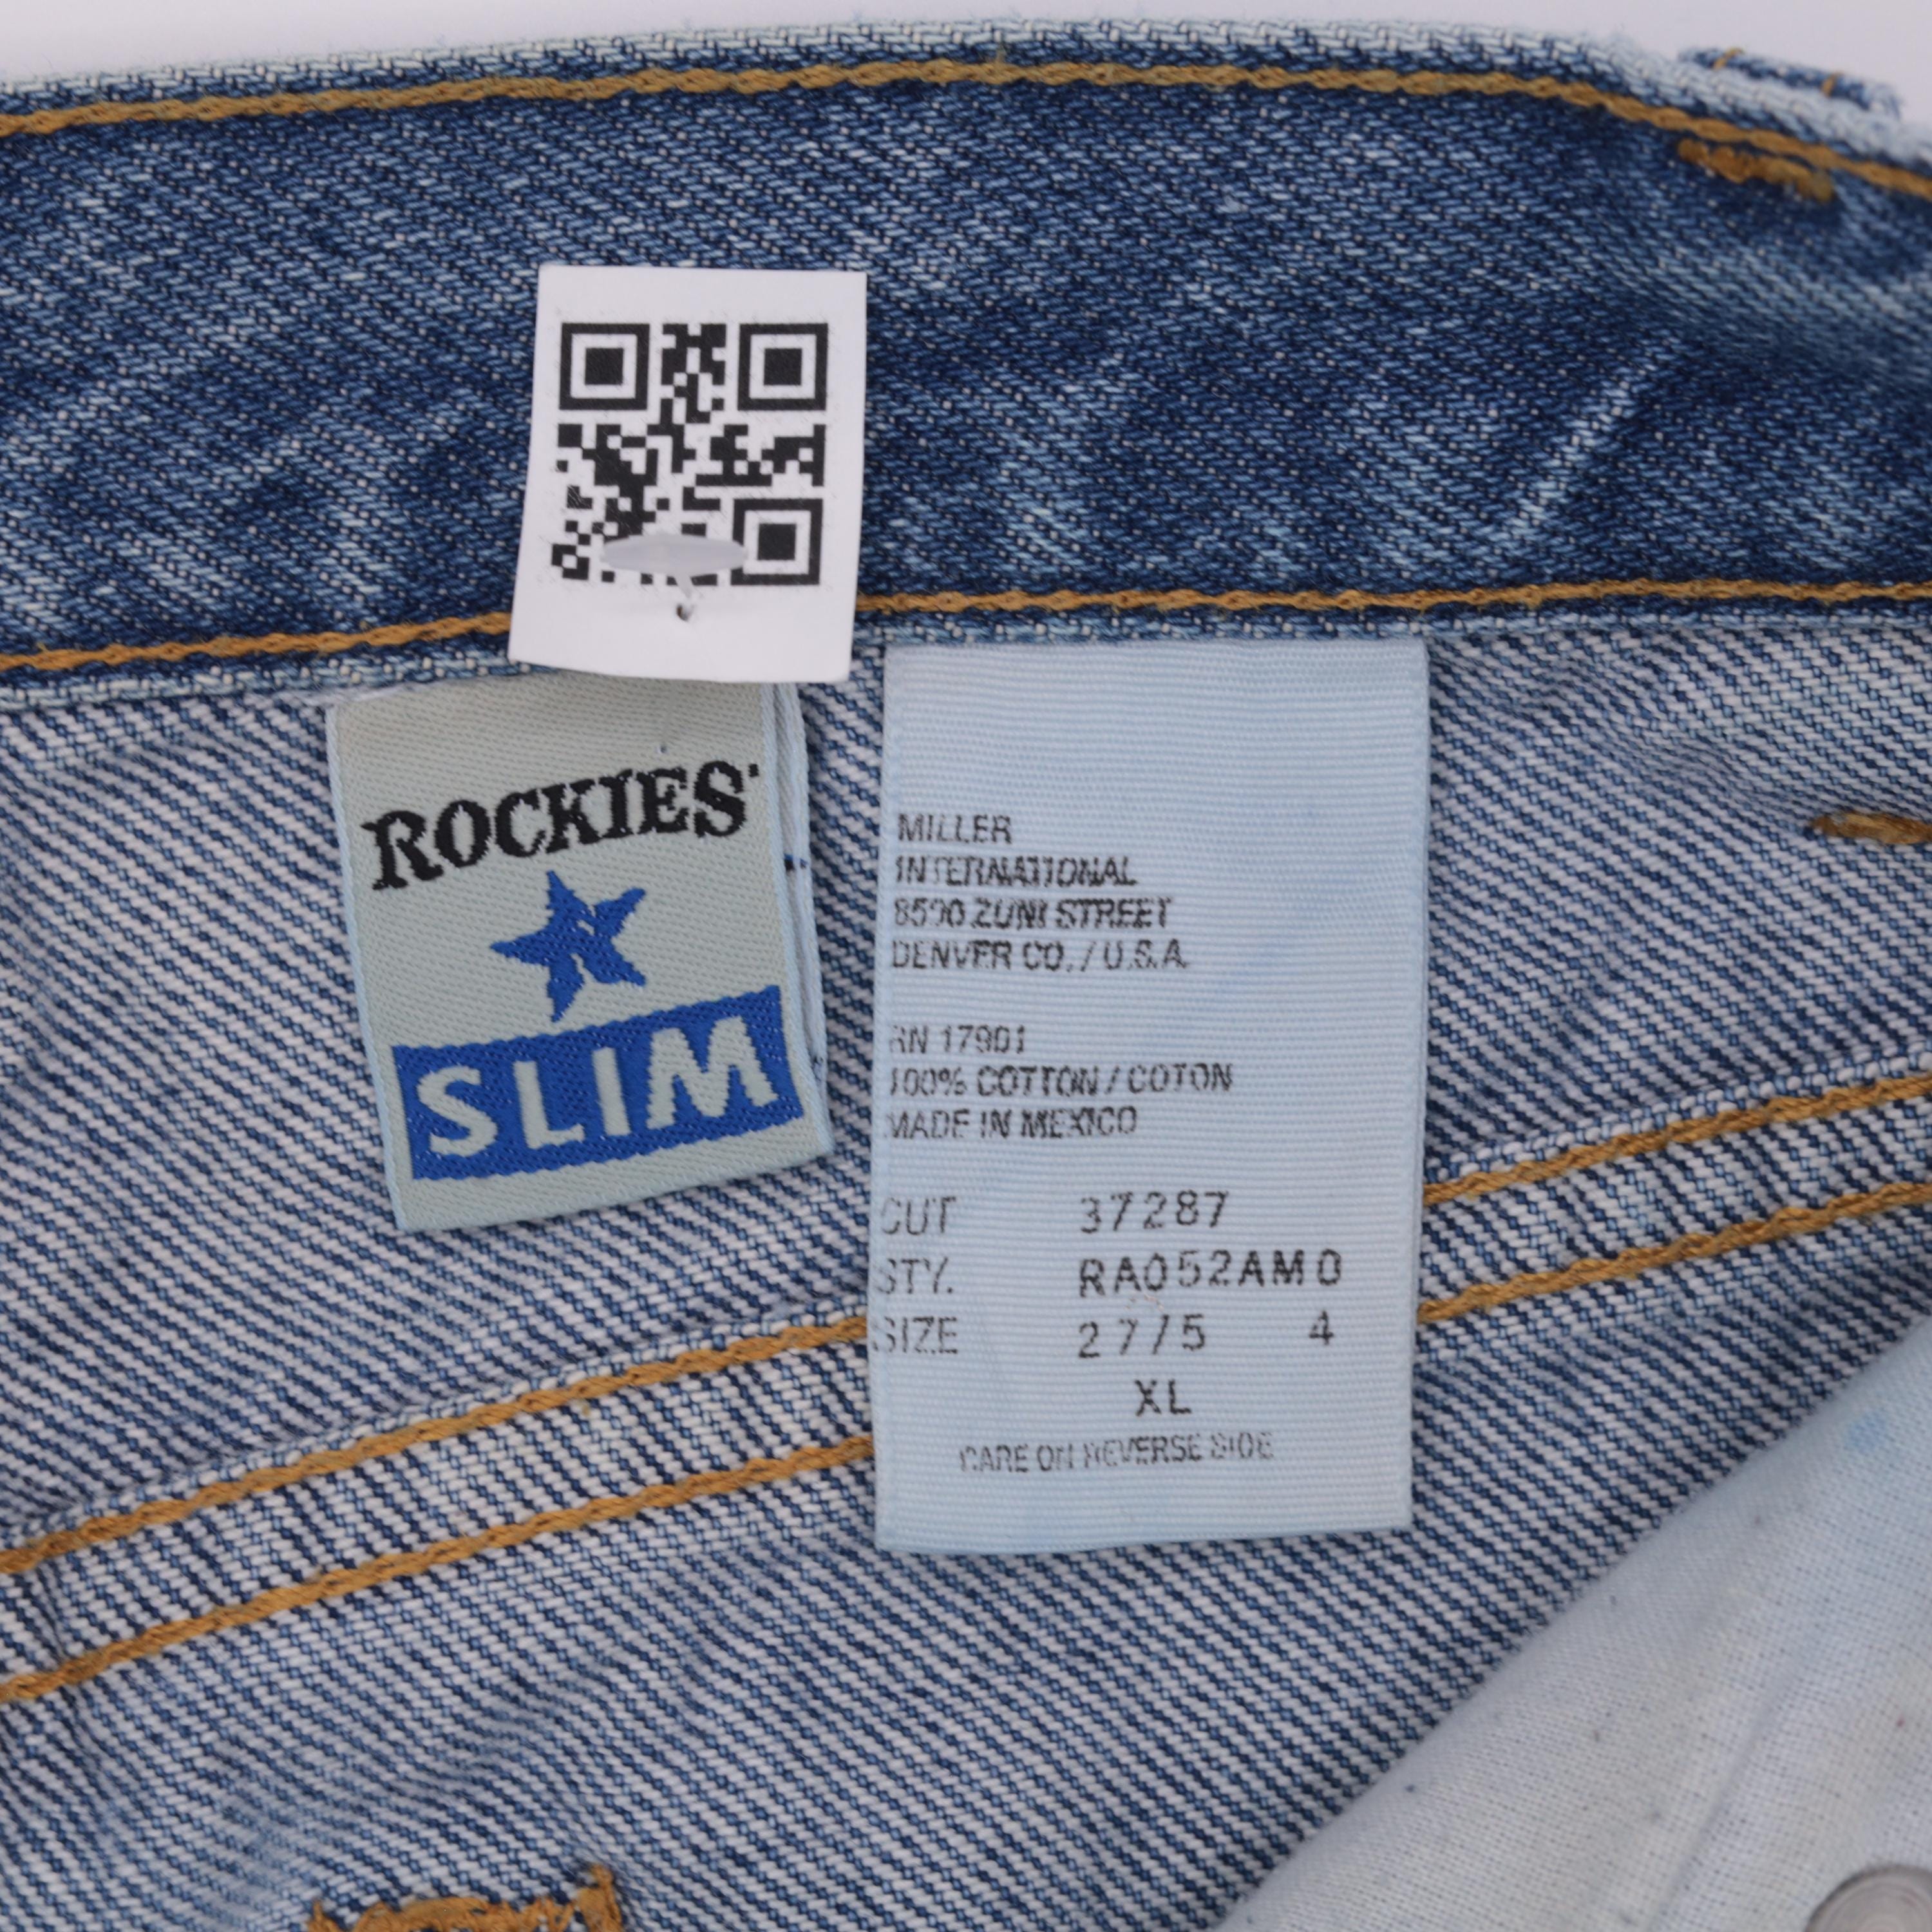 ROCKIES
SLIM
MILLER
INTERNATIONAL
8500 ZUNI STREET
DENVER CO. / U.S.A.
RN 17901
100% COTTON / COTON
MADE IN MEXICO
CUT 37287
STY. RA052AM0
SIZE 27/5 4
XL
CARE ON REVERSE SIDE